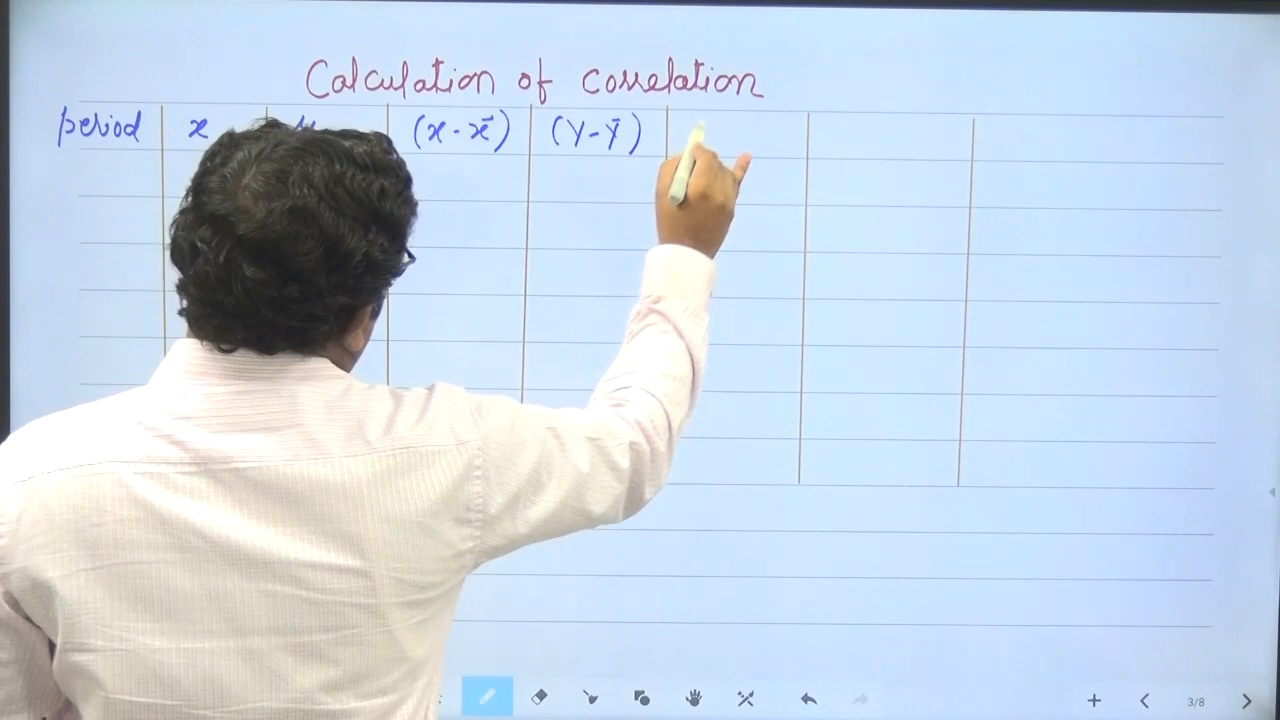 Calculation of correlation
period x (x - x̄) (Y - Ȳ)
3/8